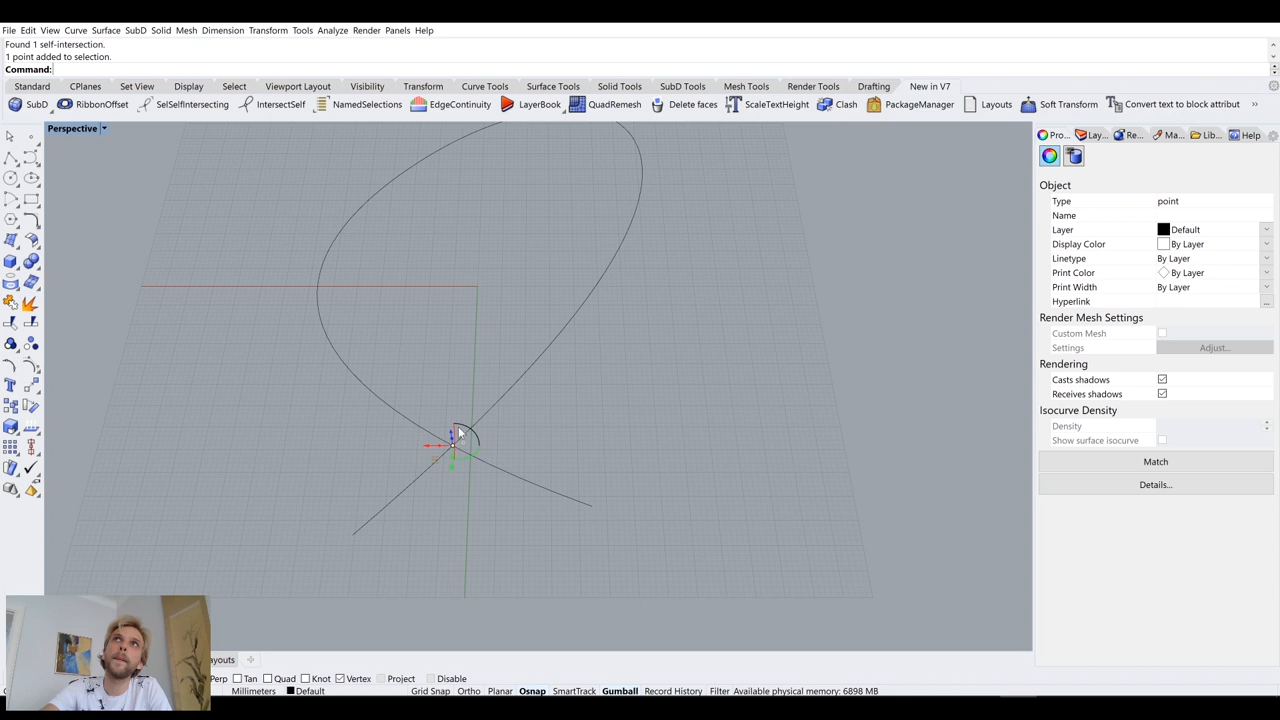 File Edit View Curve Surface SubD Solid Mesh Dimension Transform Tools Analyze Render Panels Help
Found 1 self-intersection.
1 point added to selection.
Command:
Standard CPlanes Set View Display Select Viewport Layout Visibility Transform Curve Tools Surface Tools Solid Tools SubD Tools Mesh Tools Render Tools Drafting New in V7
SubD RibbonOffset SelSelfIntersecting IntersectSelf NamedSelections EdgeContinuity LayerBook QuadRemesh Delete faces ScaleTextHeight Clash PackageManager Layouts Soft Transform Convert text to block attribut »
Perspective
Pro... Lay... Re... Ma... Lib... Help
Object
Type point
Name
Layer Default
Display Color By Layer
Linetype By Layer
Print Color By Layer
Print Width By Layer
Hyperlink ...
Render Mesh Settings
Custom Mesh
Settings Adjust...
Rendering
Casts shadows
Receives shadows
Isocurve Density
Density
Show surface isocurve
Match
Details...
ayouts
Perp Tan Quad Knot Vertex Project Disable
Millimeters Default Grid Snap Ortho Planar Osnap SmartTrack Gumball Record History Filter Available physical memory: 6898 MB